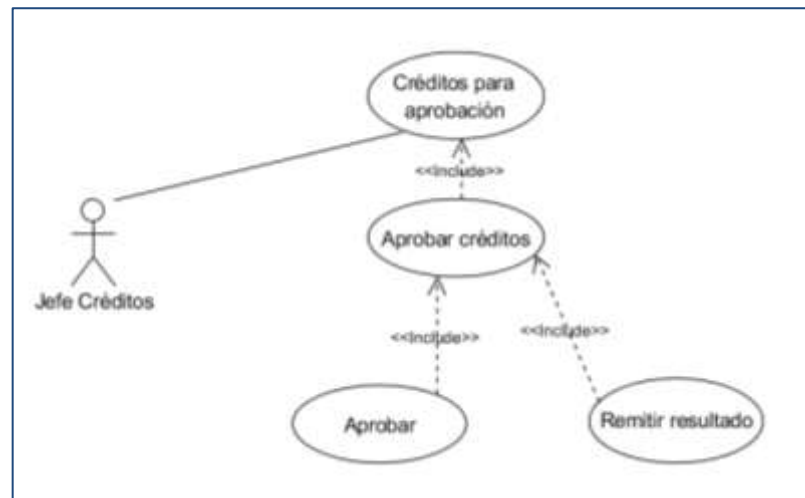 Créditos para
aprobación
<<Include>>
Aprobar créditos
Jefe Créditos
<<Include>>
<<Include>>
Aprobar
Remitir resultado